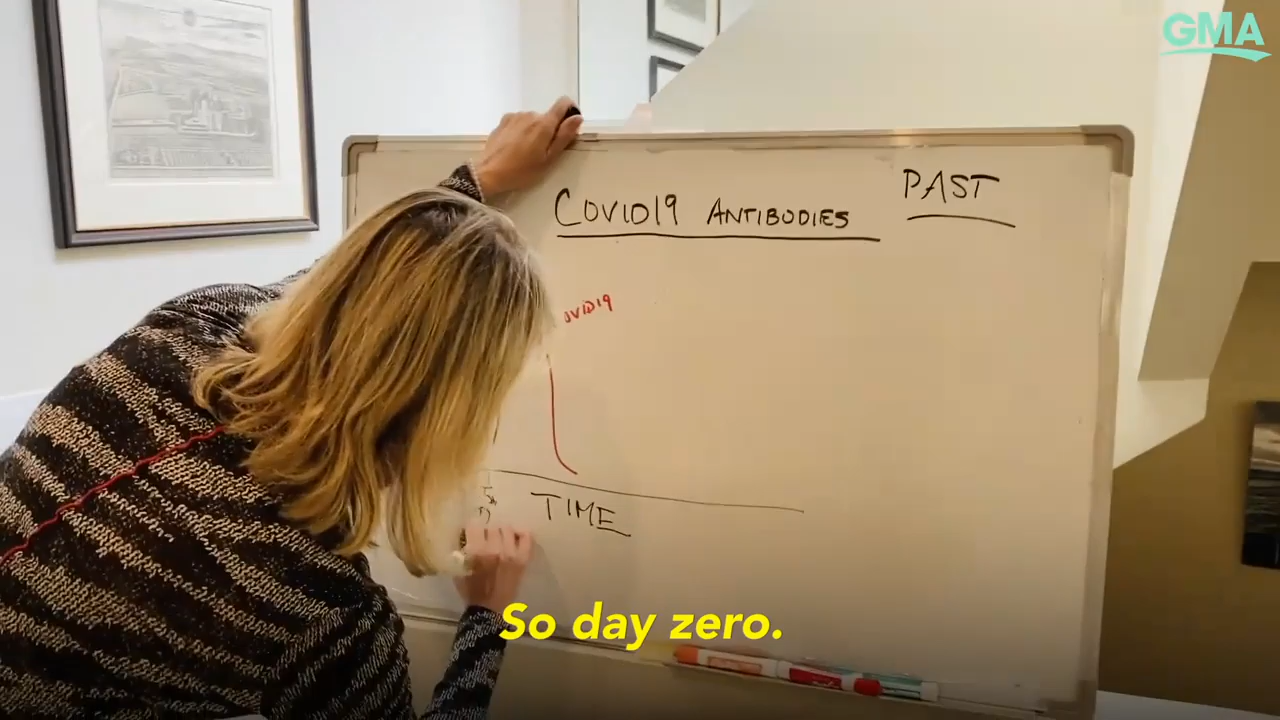 GMA
PAST
COVID19 ANTIBODIES
OVID19
TIME
So day zero.